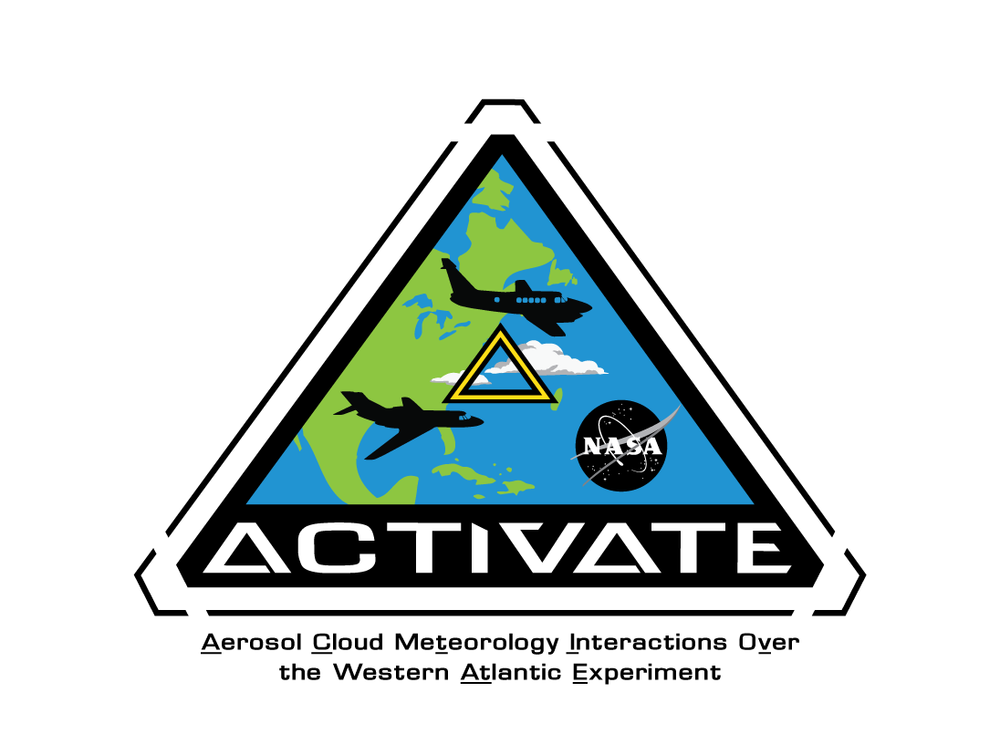 NASA
ACTIVATE
Aerosol Cloud Meteorology Interactions Over
the Western Atlantic Experiment